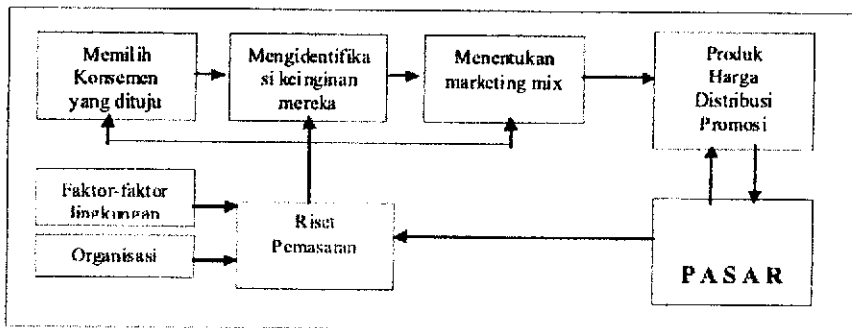 Memilih
Konsemen
yang dituju
Mengidentifika
si keinginan
mereka
Menentukan
marketing mix
Produk
Harga
Distribusi
Promosi
Faktor-faktor
lingkungan
Organisasi
Riset
Pemasaran
PASAR